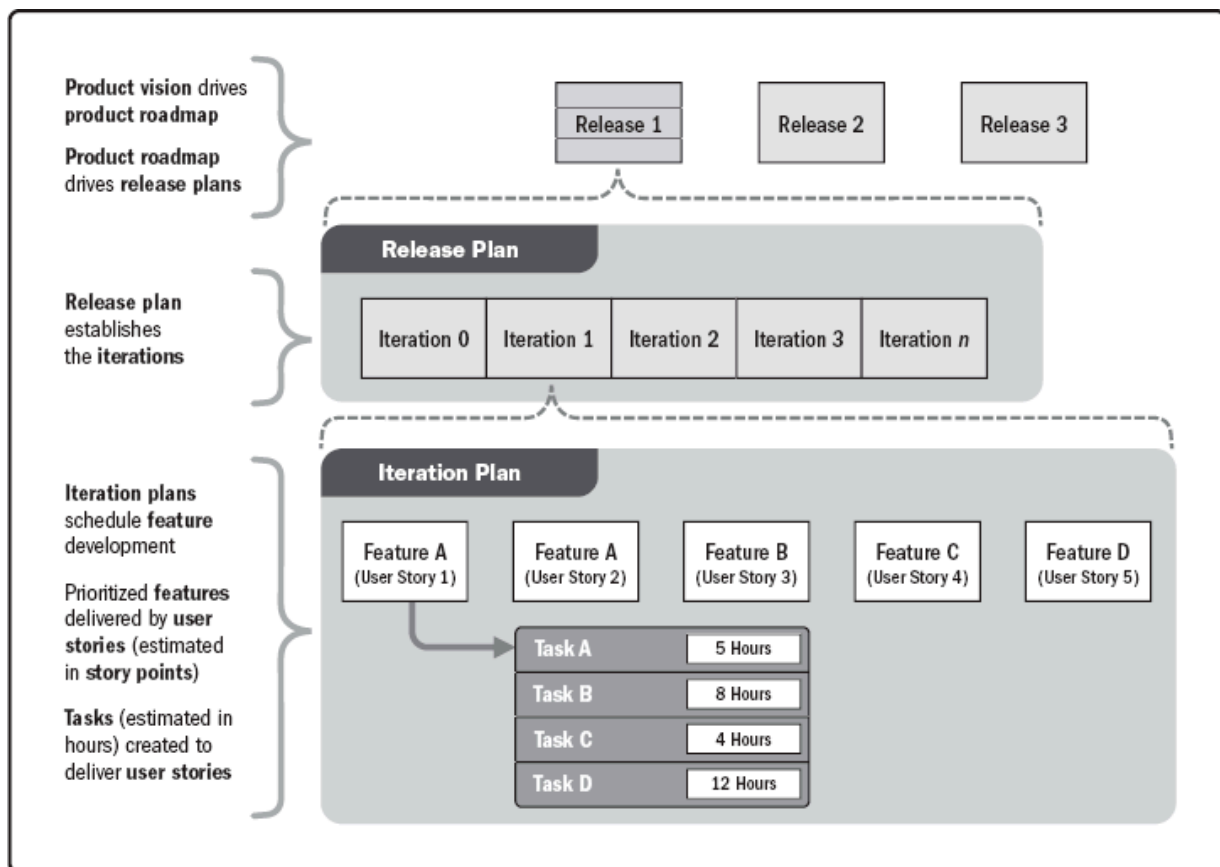 Product vision drives
product roadmap
Product roadmap
drives release plans
Release 1
Release 2
Release 3
Release Plan
Release plan
establishes
the iterations
Iteration 0
Iteration 1
Iteration 2
Iteration 3
Iteration n
Iteration Plan
Iteration plans
schedule feature
development
Prioritized features
delivered by user
stories (estimated
in story points)
Tasks (estimated in
hours) created to
deliver user stories
Feature A
(User Story 1)
Feature A
(User Story 2)
Feature B
(User Story 3)
Feature C
(User Story 4)
Feature D
(User Story 5)
Task A
5 Hours
Task B
8 Hours
Task C
4 Hours
Task D
12 Hours